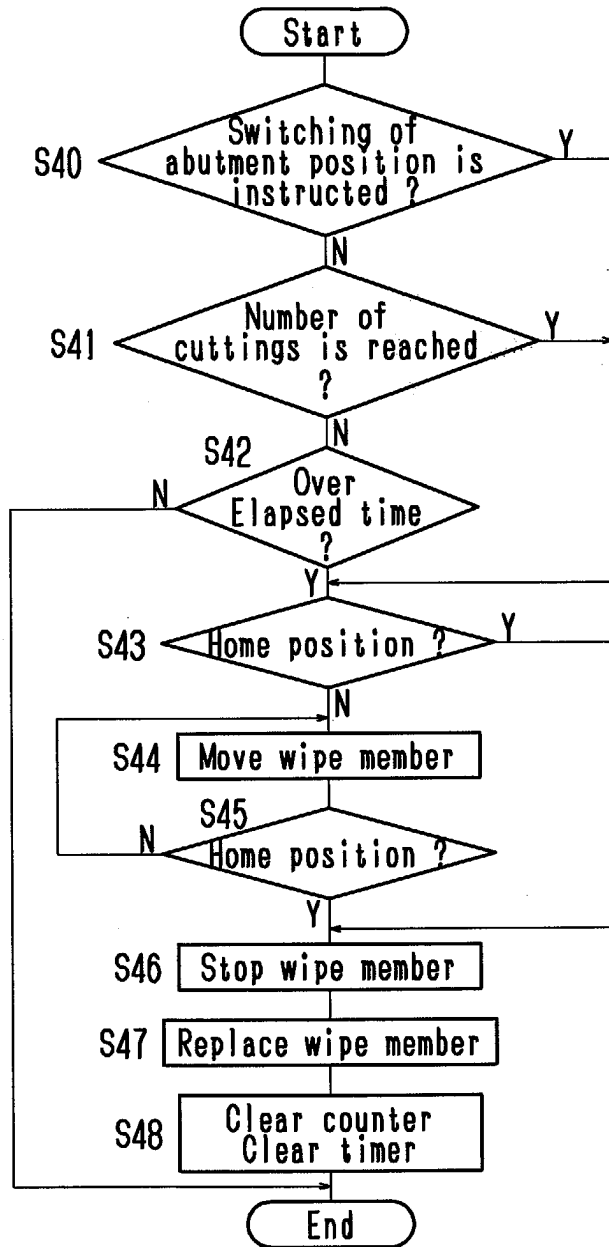 Start
Switching of
abutment position is
instructed ?
S40
Y
N
Number of
cuttings is reached
?
S41
Y
N
S42
Over
Elapsed time
?
N
Y
S43
Home position ?
Y
N
S44
Move wipe member
S45
Home position ?
N
Y
S46
Stop wipe member
S47
Replace wipe member
S48
Clear counter
Clear timer
End